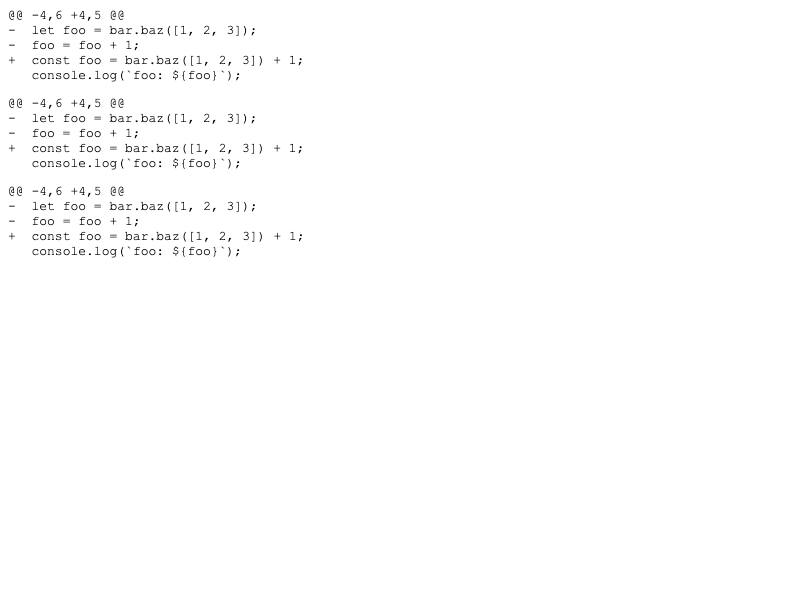 @@ -4,6 +4,5 @@
-  let foo = bar.baz([1, 2, 3]);
-  foo = foo + 1;
+  const foo = bar.baz([1, 2, 3]) + 1;
   console.log(`foo: ${foo}`);

@@ -4,6 +4,5 @@
-  let foo = bar.baz([1, 2, 3]);
-  foo = foo + 1;
+  const foo = bar.baz([1, 2, 3]) + 1;
   console.log(`foo: ${foo}`);

@@ -4,6 +4,5 @@
-  let foo = bar.baz([1, 2, 3]);
-  foo = foo + 1;
+  const foo = bar.baz([1, 2, 3]) + 1;
   console.log(`foo: ${foo}`);